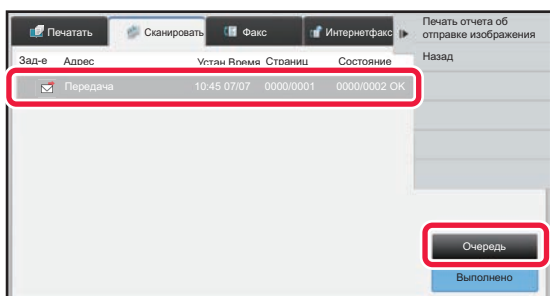 Печатать Сканировать Факс Интернетфакс
Печать отчета об
отправке изображения
Назад
Зад-е Адрес Устан Время Страниц Состояние
Передача 10:45 07/07 0000/0001 0000/0002 OK
Очередь
Выполнено